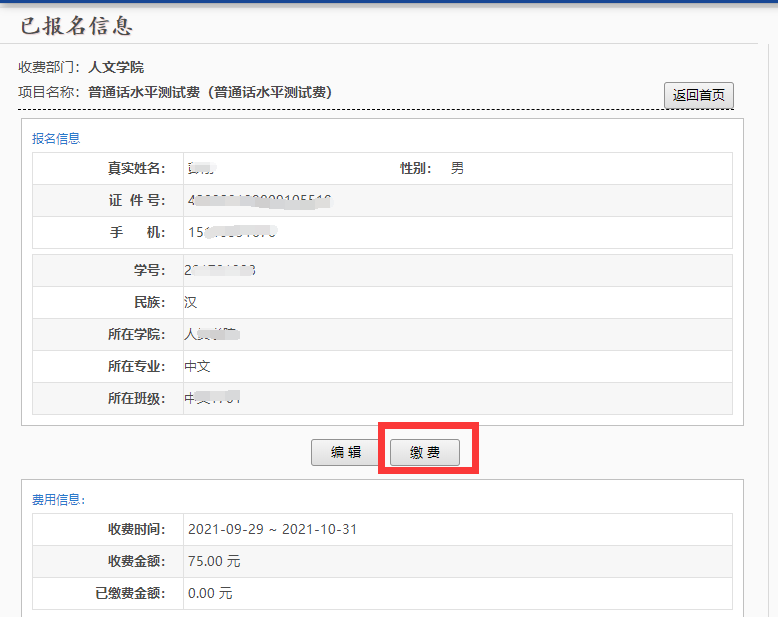 已报名信息
收费部门：人文学院
项目名称：普通话水平测试费（普通话水平测试费）
返回首页
报名信息
真实姓名：
性别： 男
证 件 号：
手 机：
学号：
民族： 汉
所在学院：
所在专业： 中文
所在班级：
编 辑
缴 费
费用信息:
收费时间： 2021-09-29 ~ 2021-10-31
收费金额： 75.00 元
已缴费金额： 0.00 元